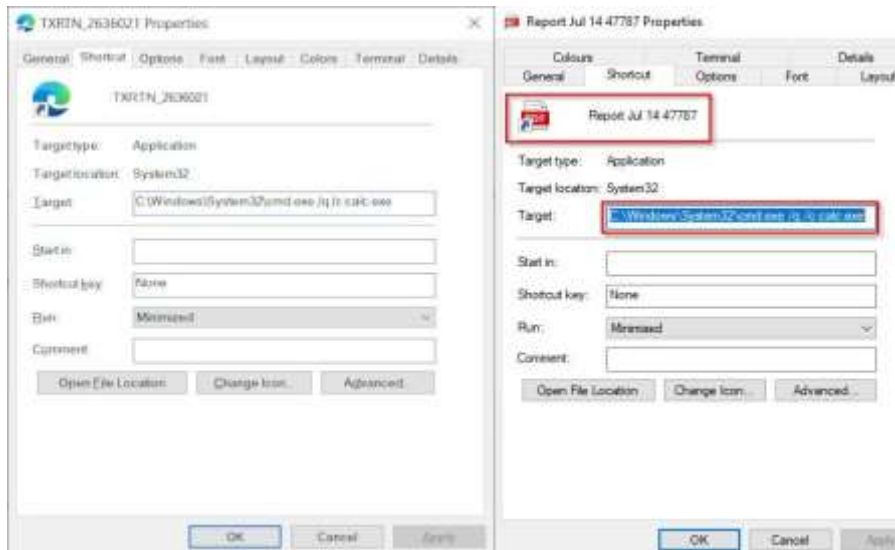 TXRTN_2636021 Properties
General Shortcut Options Font Layout Colors Terminal Details
TXRTN_2636021
Target type: Application
Target location: System32
Target: C:\Windows\System32\cmd.exe /q /c calc.exe
Start in:
Shortcut key: None
Run: Minimized
Comment:
Open File Location Change Icon... Advanced...
OK Cancel Apply
Report Jul 14 47787 Properties
Colours Terminal Details
General Shortcut Options Font Layout
PDF
Report Jul 14 47787
Target type: Application
Target location: System32
Target: C:\Windows\System32\cmd.exe /q /c calc.exe
Start in:
Shortcut key: None
Run: Minimised
Comment:
Open File Location Change Icon... Advanced...
OK Cancel